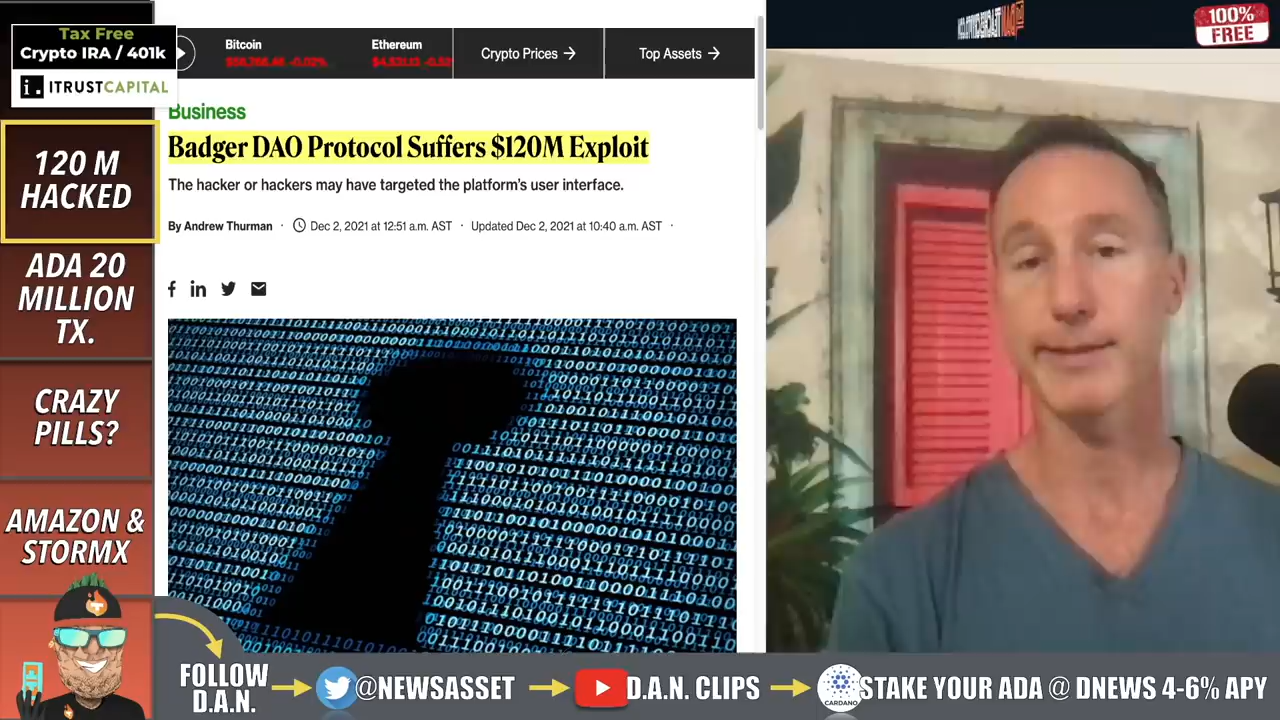 Tax Free
Crypto IRA / 401k
i. ITRUSTCAPITAL
120 M
HACKED
ADA 20
MILLION
TX.
CRAZY
PILLS?
AMAZON &
STORMX
Bitcoin
Ethereum
Crypto Prices →
Top Assets →
Business
Badger DAO Protocol Suffers $120M Exploit
The hacker or hackers may have targeted the platform's user interface.
By Andrew Thurman · Dec 2, 2021 at 12:51 a.m. AST · Updated Dec 2, 2021 at 10:40 a.m. AST ·
100%
FREE
FOLLOW
D.A.N.
@NEWSASSET
D.A.N. CLIPS
CARDANO
STAKE YOUR ADA @ DNEWS 4-6% APY